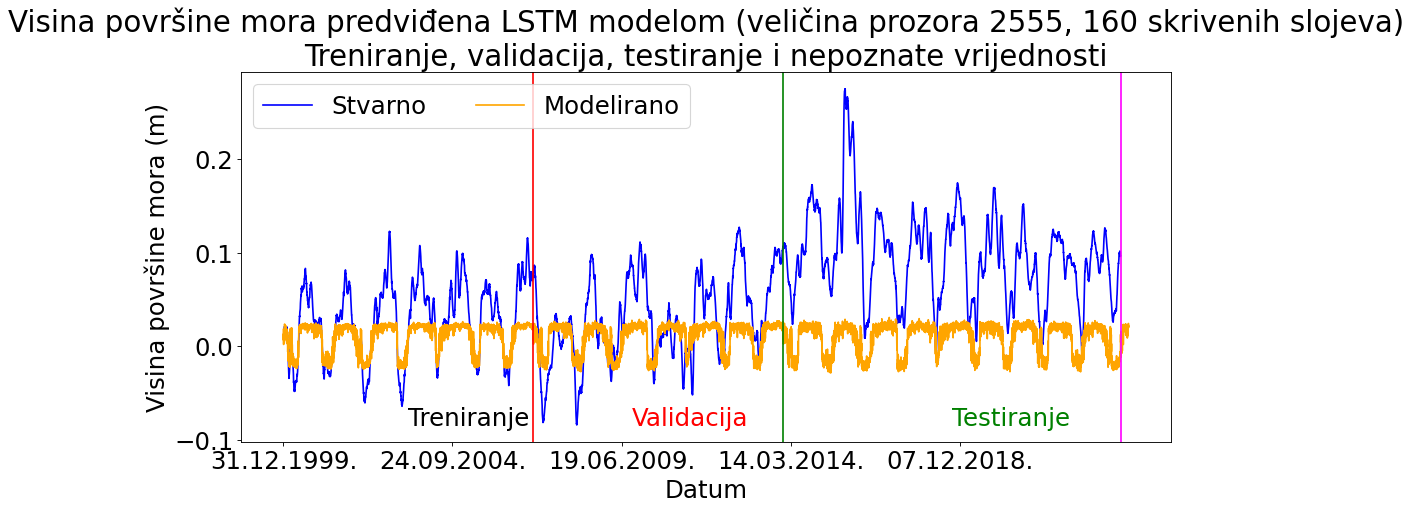 Visina površine mora predviđena LSTM modelom (veličina prozora 2555, 160 skrivenih slojeva)
Treniranje, validacija, testiranje i nepoznate vrijednosti
Stvarno Modelirano
Visina površine mora (m)
0.2
0.1
0.0
−0.1
Treniranje Validacija Testiranje
31.12.1999. 24.09.2004. 19.06.2009. 14.03.2014. 07.12.2018.
Datum